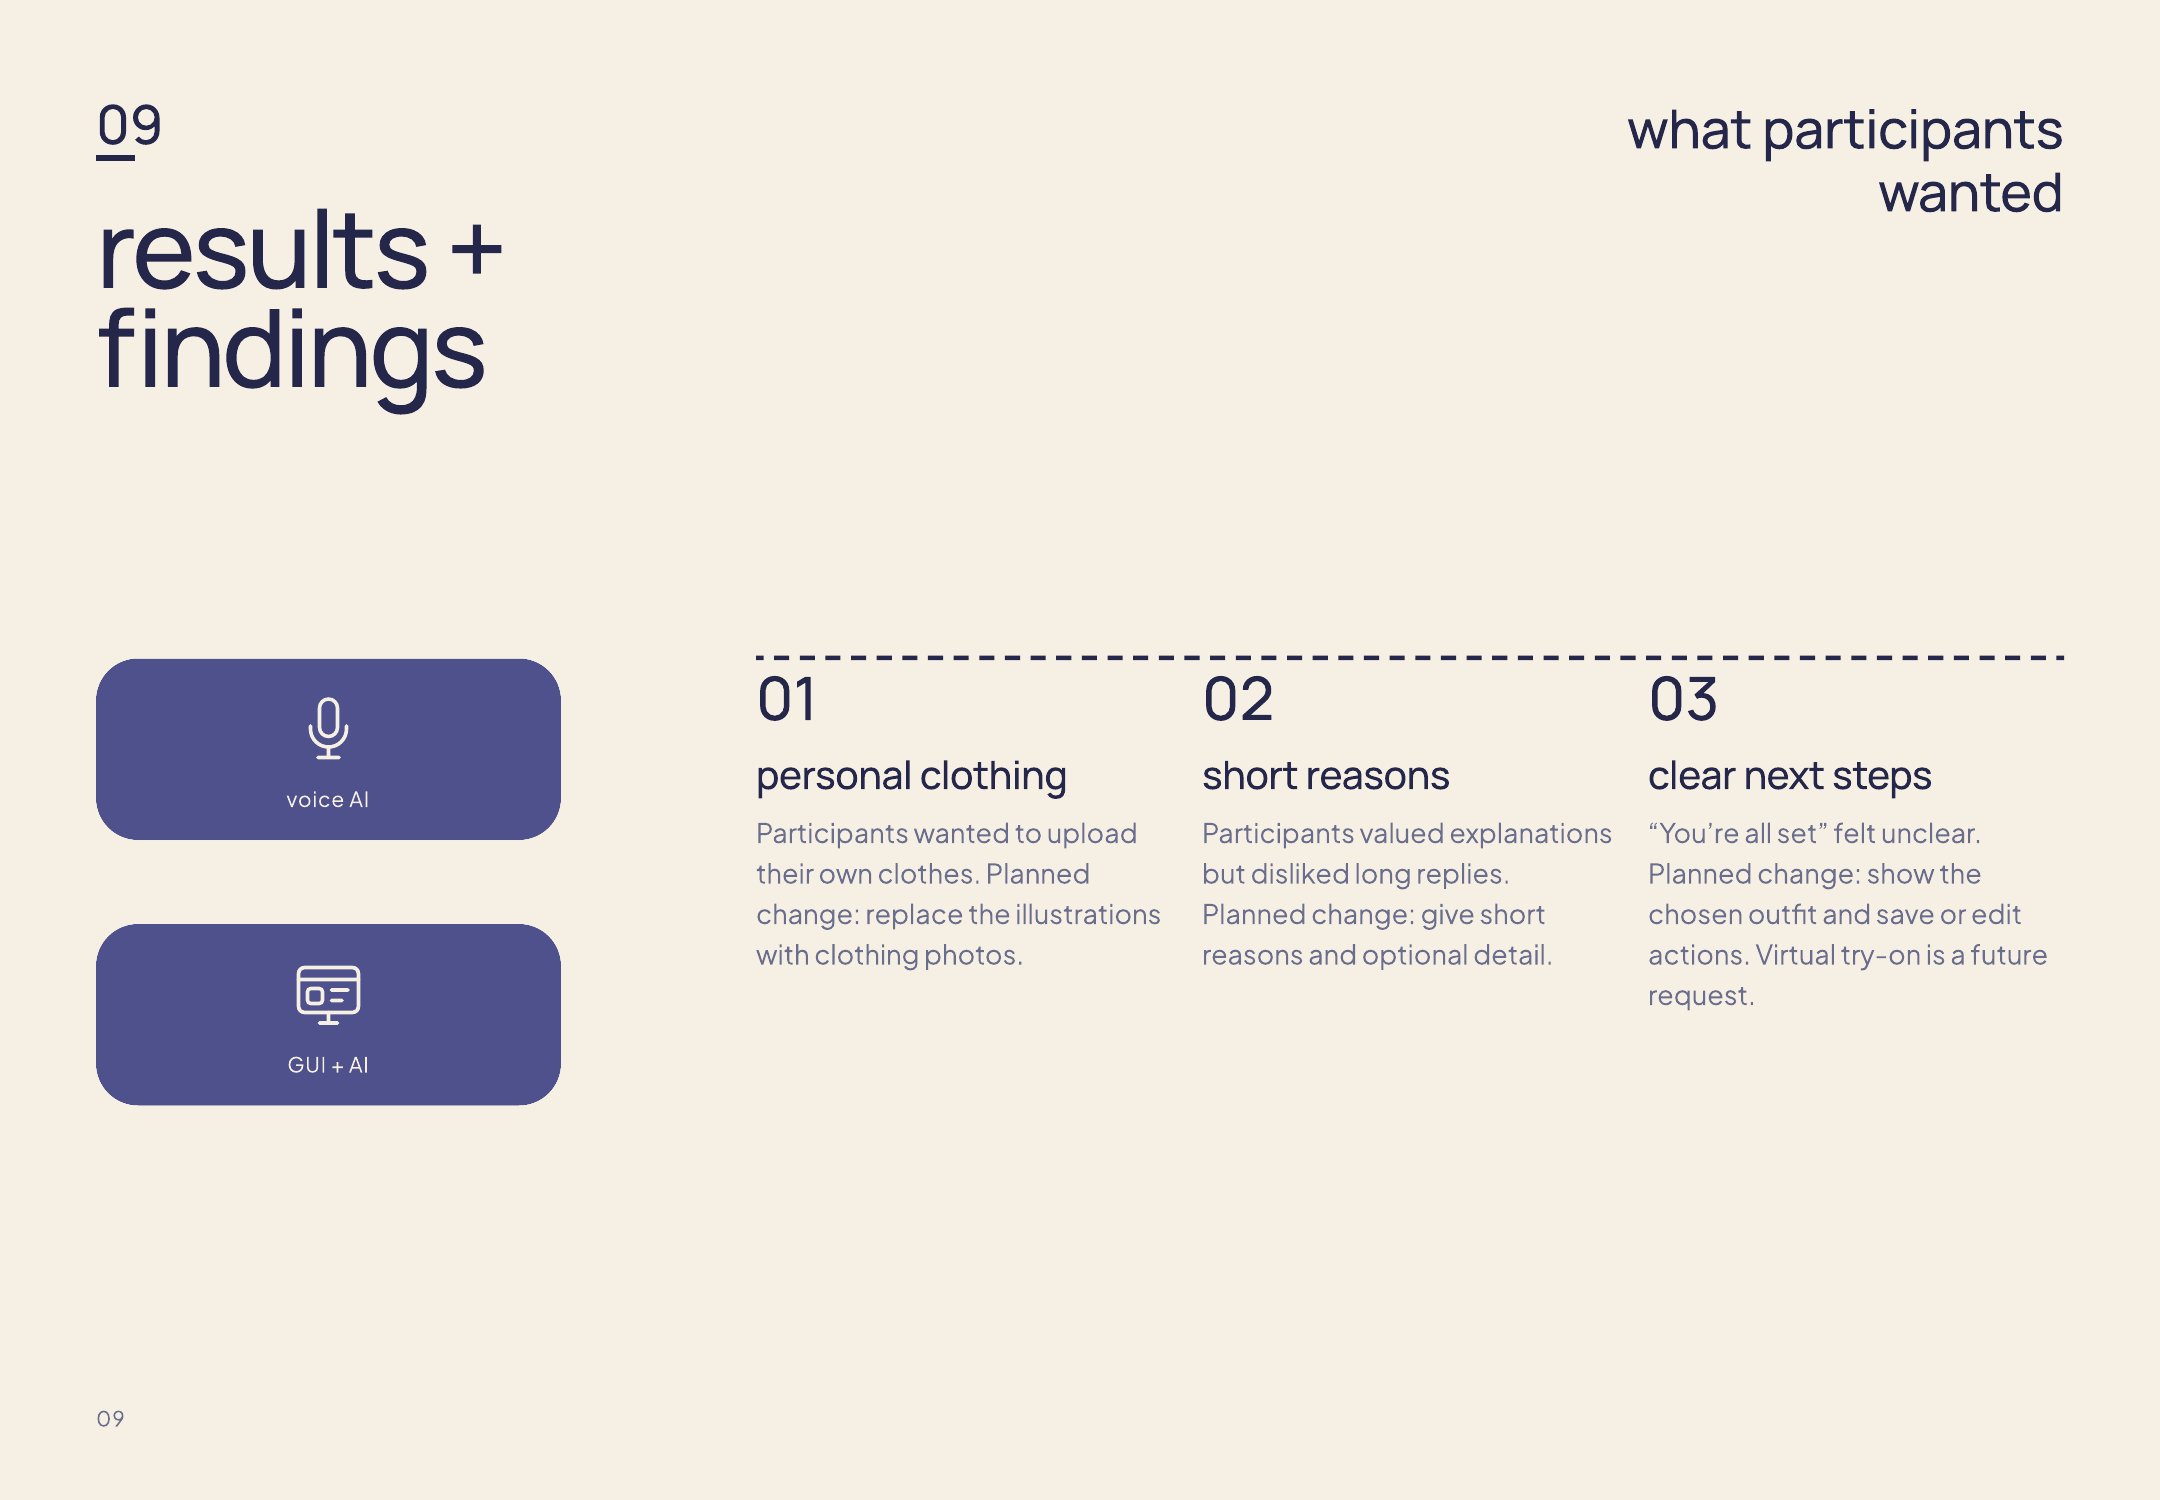 09
results +
findings
what participants
wanted
voice AI
GUI + AI
01
personal clothing
Participants wanted to upload
their own clothes. Planned
change: replace the illustrations
with clothing photos.
02
short reasons
Participants valued explanations
but disliked long replies.
Planned change: give short
reasons and optional detail.
03
clear next steps
“You’re all set” felt unclear.
Planned change: show the
chosen outfit and save or edit
actions. Virtual try-on is a future
request.
09